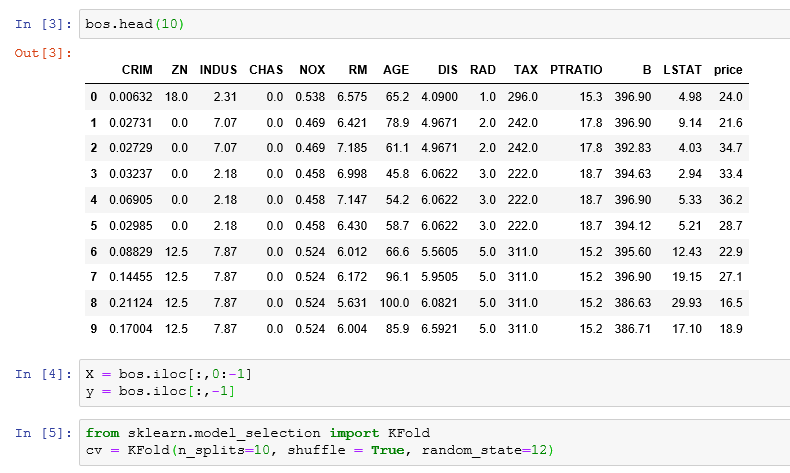 In [3]: bos.head(10)
Out[3]:
CRIM ZN INDUS CHAS NOX RM AGE DIS RAD TAX PTRATIO B LSTAT price
0 0.00632 18.0 2.31 0.0 0.538 6.575 65.2 4.0900 1.0 296.0 15.3 396.90 4.98 24.0
1 0.02731 0.0 7.07 0.0 0.469 6.421 78.9 4.9671 2.0 242.0 17.8 396.90 9.14 21.6
2 0.02729 0.0 7.07 0.0 0.469 7.185 61.1 4.9671 2.0 242.0 17.8 392.83 4.03 34.7
3 0.03237 0.0 2.18 0.0 0.458 6.998 45.8 6.0622 3.0 222.0 18.7 394.63 2.94 33.4
4 0.06905 0.0 2.18 0.0 0.458 7.147 54.2 6.0622 3.0 222.0 18.7 396.90 5.33 36.2
5 0.02985 0.0 2.18 0.0 0.458 6.430 58.7 6.0622 3.0 222.0 18.7 394.12 5.21 28.7
6 0.08829 12.5 7.87 0.0 0.524 6.012 66.6 5.5605 5.0 311.0 15.2 395.60 12.43 22.9
7 0.14455 12.5 7.87 0.0 0.524 6.172 96.1 5.9505 5.0 311.0 15.2 396.90 19.15 27.1
8 0.21124 12.5 7.87 0.0 0.524 5.631 100.0 6.0821 5.0 311.0 15.2 386.63 29.93 16.5
9 0.17004 12.5 7.87 0.0 0.524 6.004 85.9 6.5921 5.0 311.0 15.2 386.71 17.10 18.9
In [4]: X = bos.iloc[:,0:-1]
y = bos.iloc[:,-1]
In [5]: from sklearn.model_selection import KFold
cv = KFold(n_splits=10, shuffle = True, random_state=12)